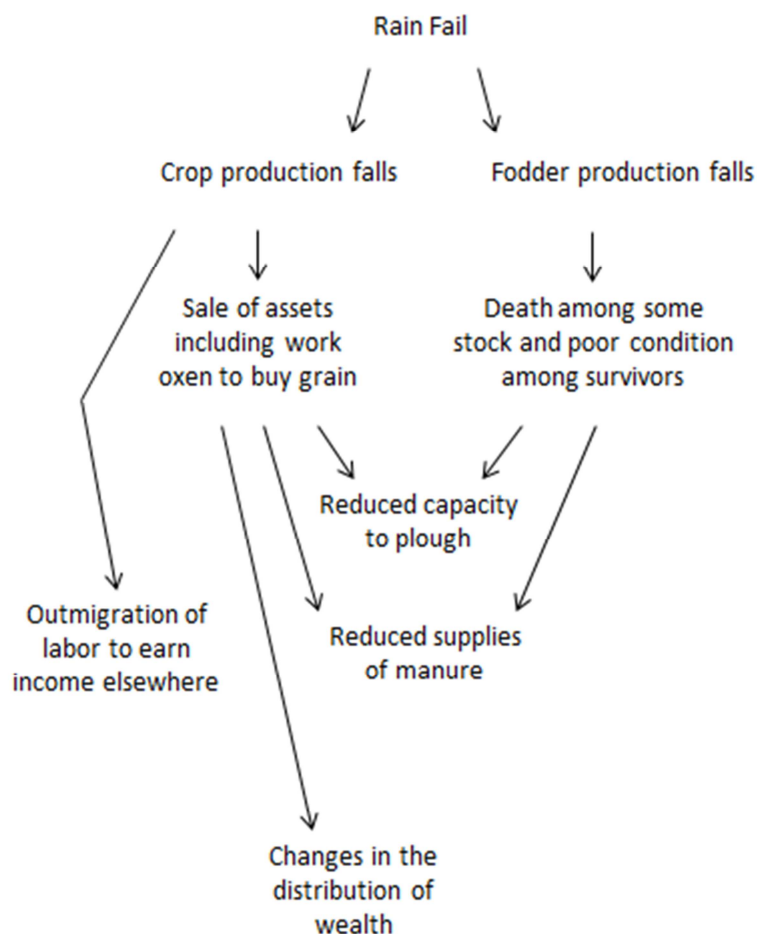 Rain Fail
Crop production falls
Fodder production falls
Sale of assets
including work
oxen to buy grain
Death among some
stock and poor condition
among survivors
Reduced capacity
to plough
Outmigration of
labor to earn
income elsewhere
Reduced supplies
of manure
Changes in the
distribution of
wealth